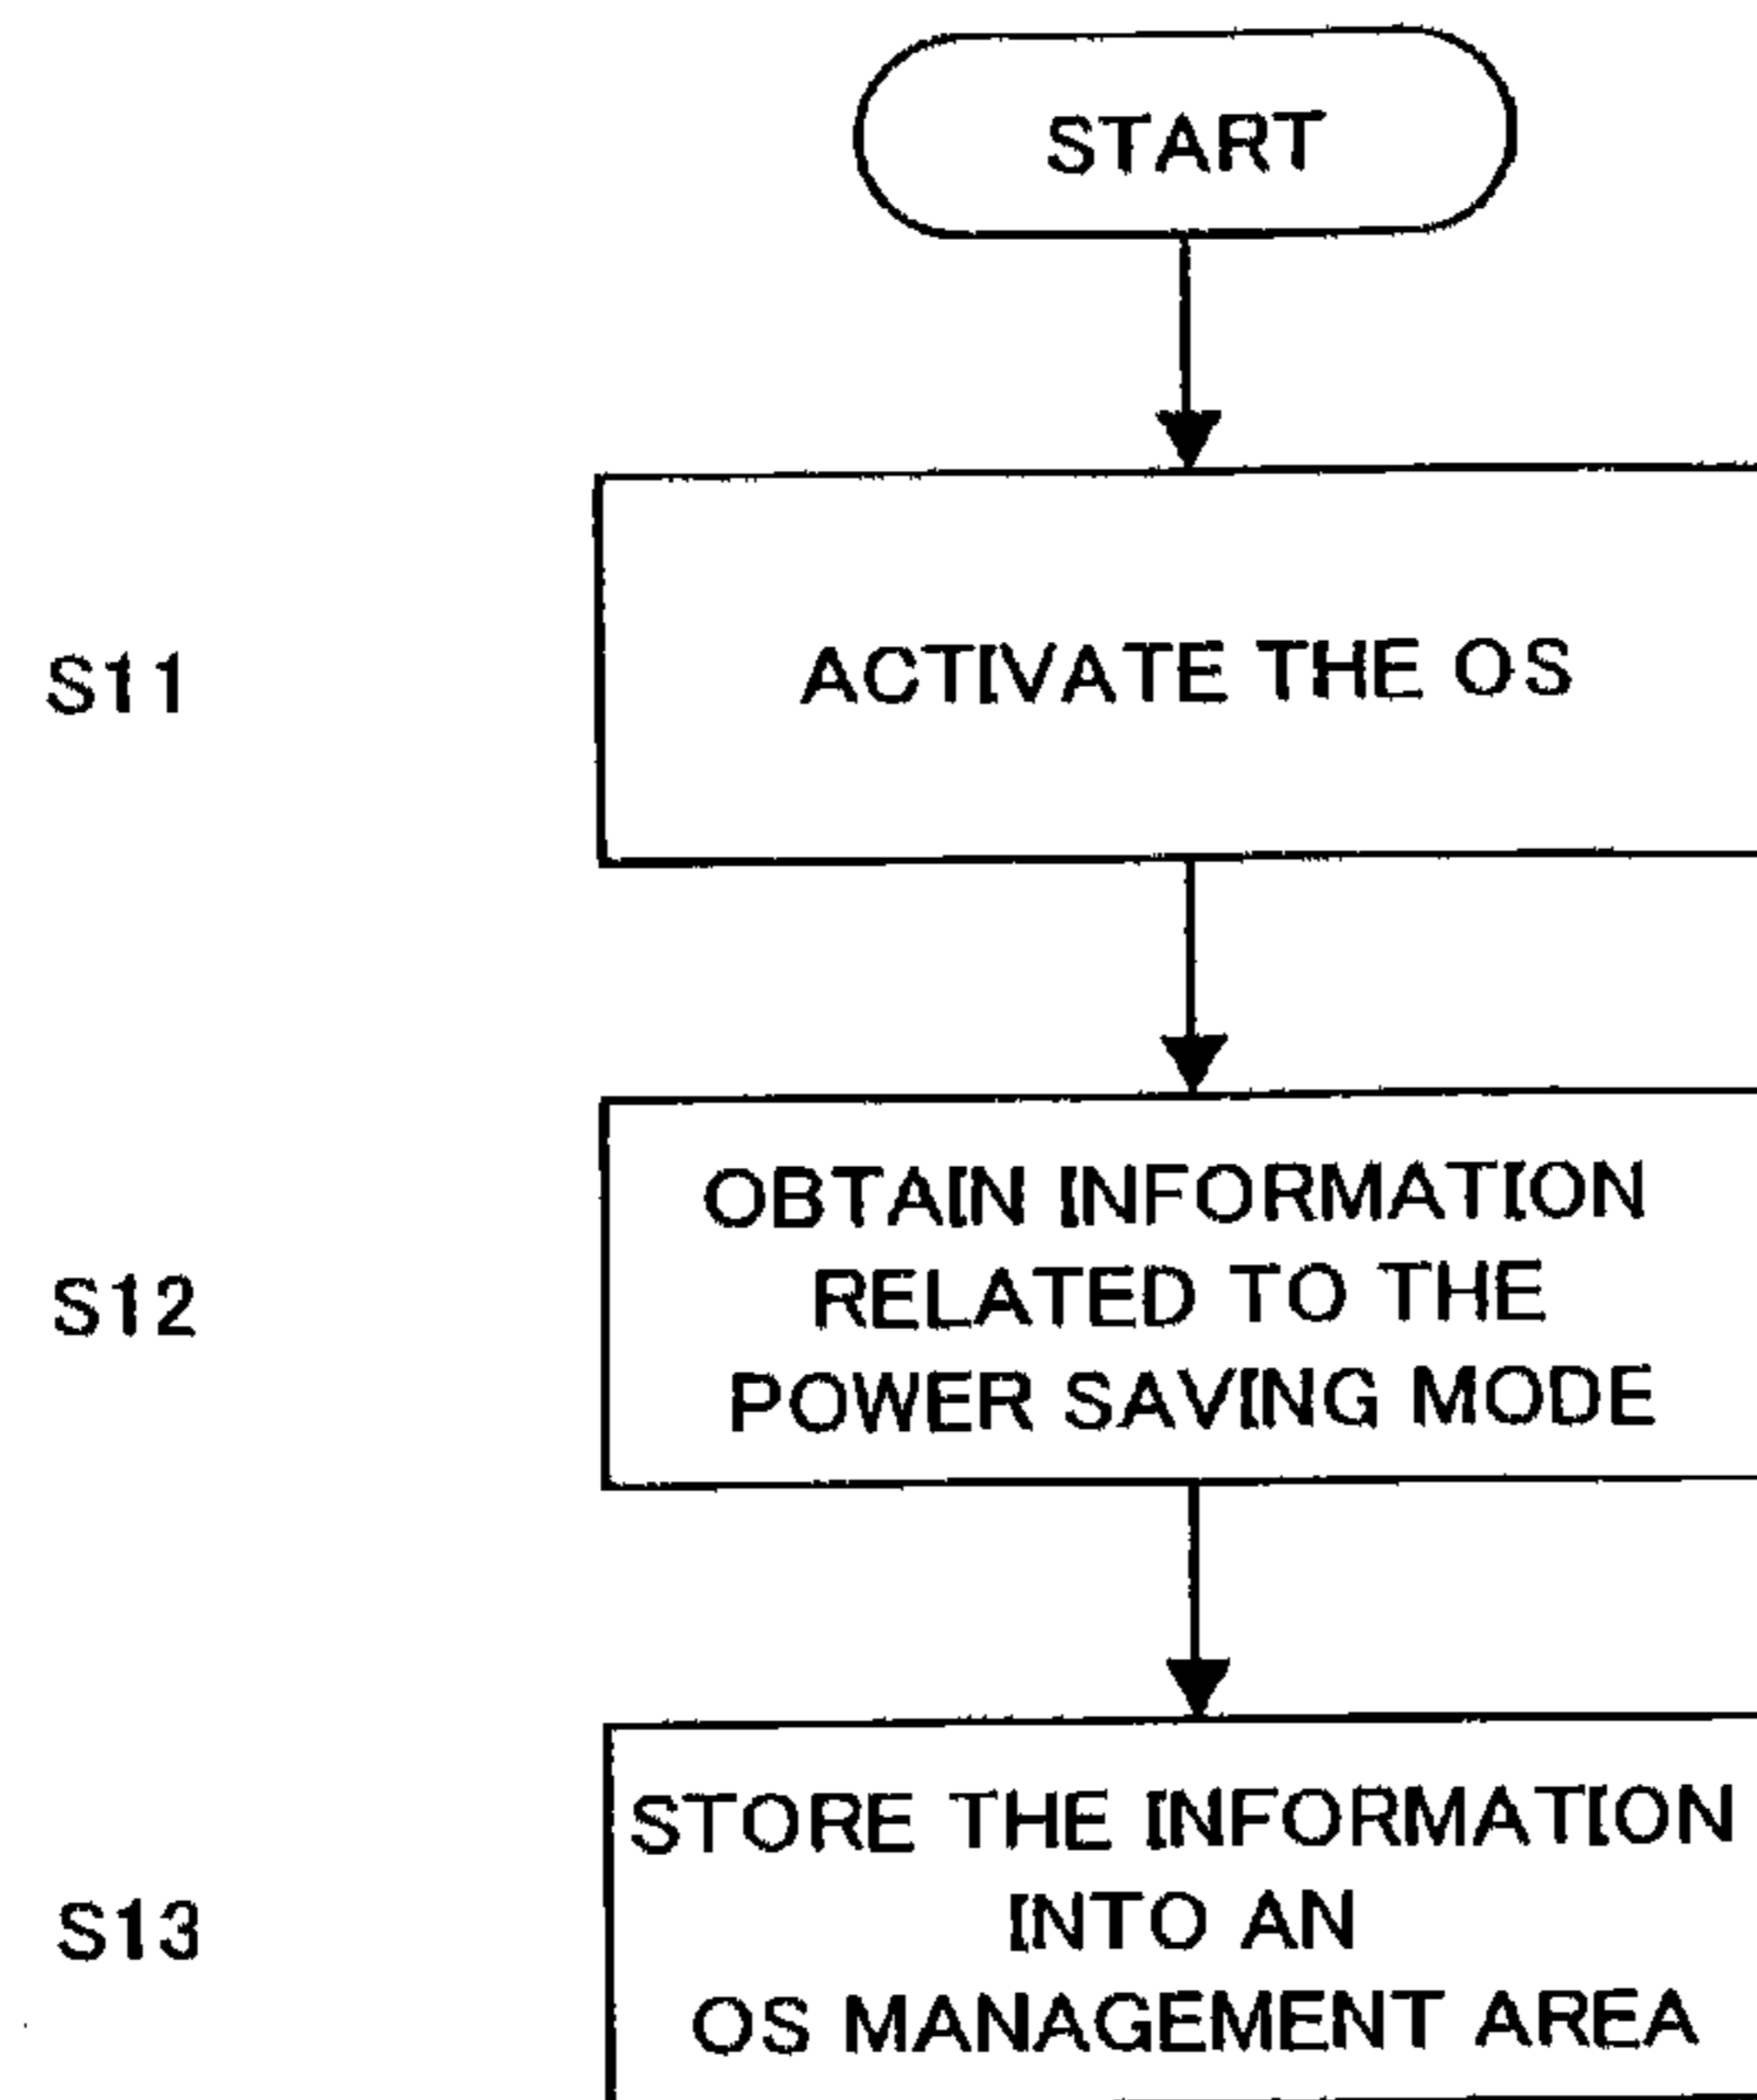 START
S11
ACTIVATE THE OS
S12
OBTAIN INFORMATION
RELATED TO THE
POWER SAVING MODE
S13
STORE THE INFORMATION
INTO AN
OS MANAGEMENT AREA